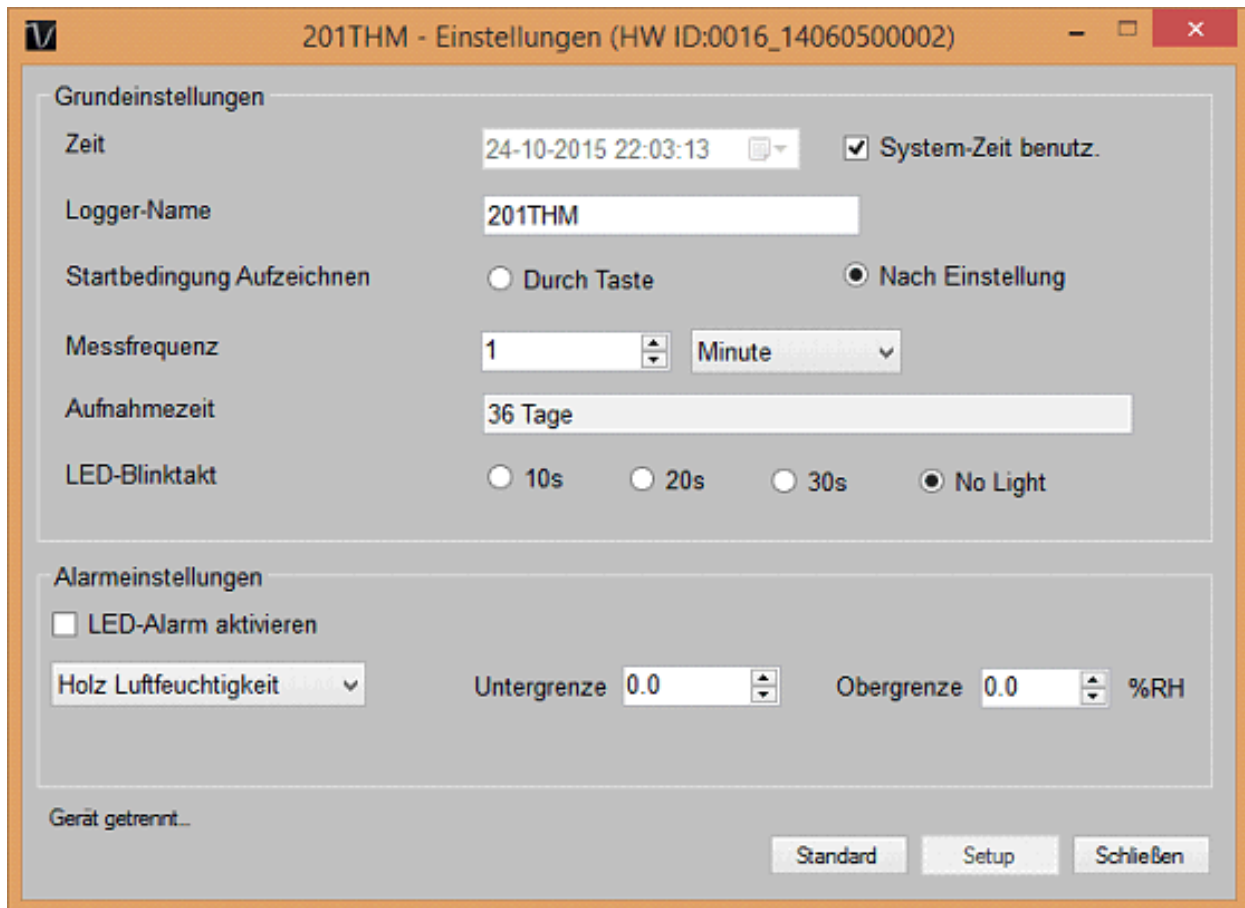 201THM - Einstellungen (HW ID:0016_14060500002)
Grundeinstellungen
Zeit 24-10-2015 22:03:13 System-Zeit benutz.
Logger-Name 201THM
Startbedingung Aufzeichnen Durch Taste Nach Einstellung
Messfrequenz 1 Minute
Aufnahmezeit 36 Tage
LED-Blinktakt 10s 20s 30s No Light
Alarmeinstellungen
LED-Alarm aktivieren
Holz Luftfeuchtigkeit Untergrenze 0.0 Obergrenze 0.0 %RH
Gerät getrennt...
Standard Setup Schließen